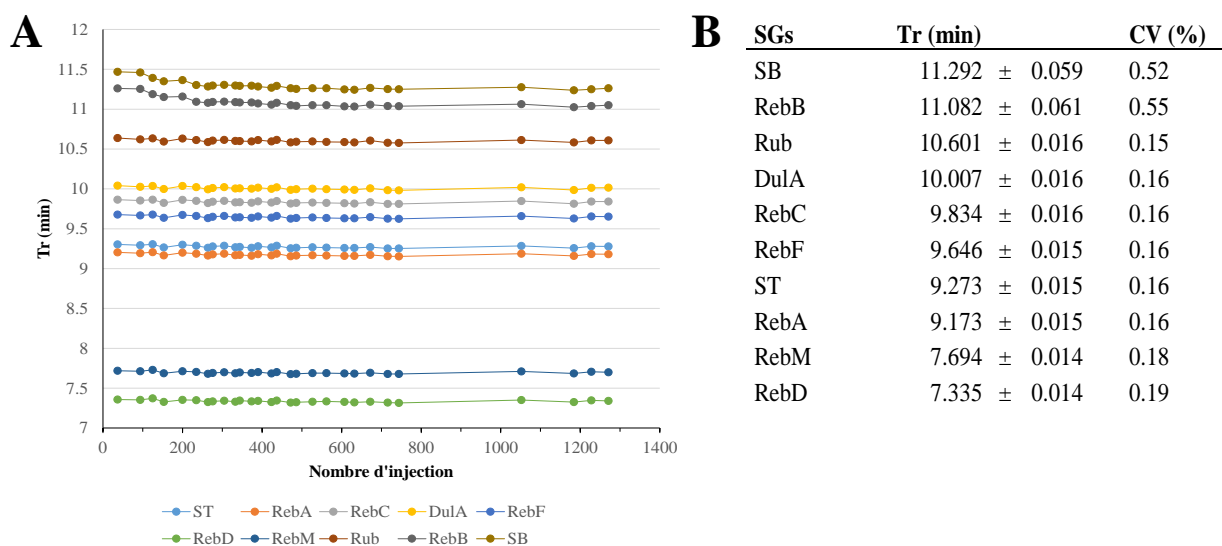 A
12
11.5
11
10.5
10
9.5
9
8.5
8
7.5
7
Tr (min)
0 200 400 600 800 1000 1200 1400
Nombre d'injection
ST RebA RebC DulA RebF
RebD RebM Rub RebB SB
B
SGs Tr (min) CV (%)
SB 11.292 ± 0.059 0.52
RebB 11.082 ± 0.061 0.55
Rub 10.601 ± 0.016 0.15
DulA 10.007 ± 0.016 0.16
RebC 9.834 ± 0.016 0.16
RebF 9.646 ± 0.015 0.16
ST 9.273 ± 0.015 0.16
RebA 9.173 ± 0.015 0.16
RebM 7.694 ± 0.014 0.18
RebD 7.335 ± 0.014 0.19